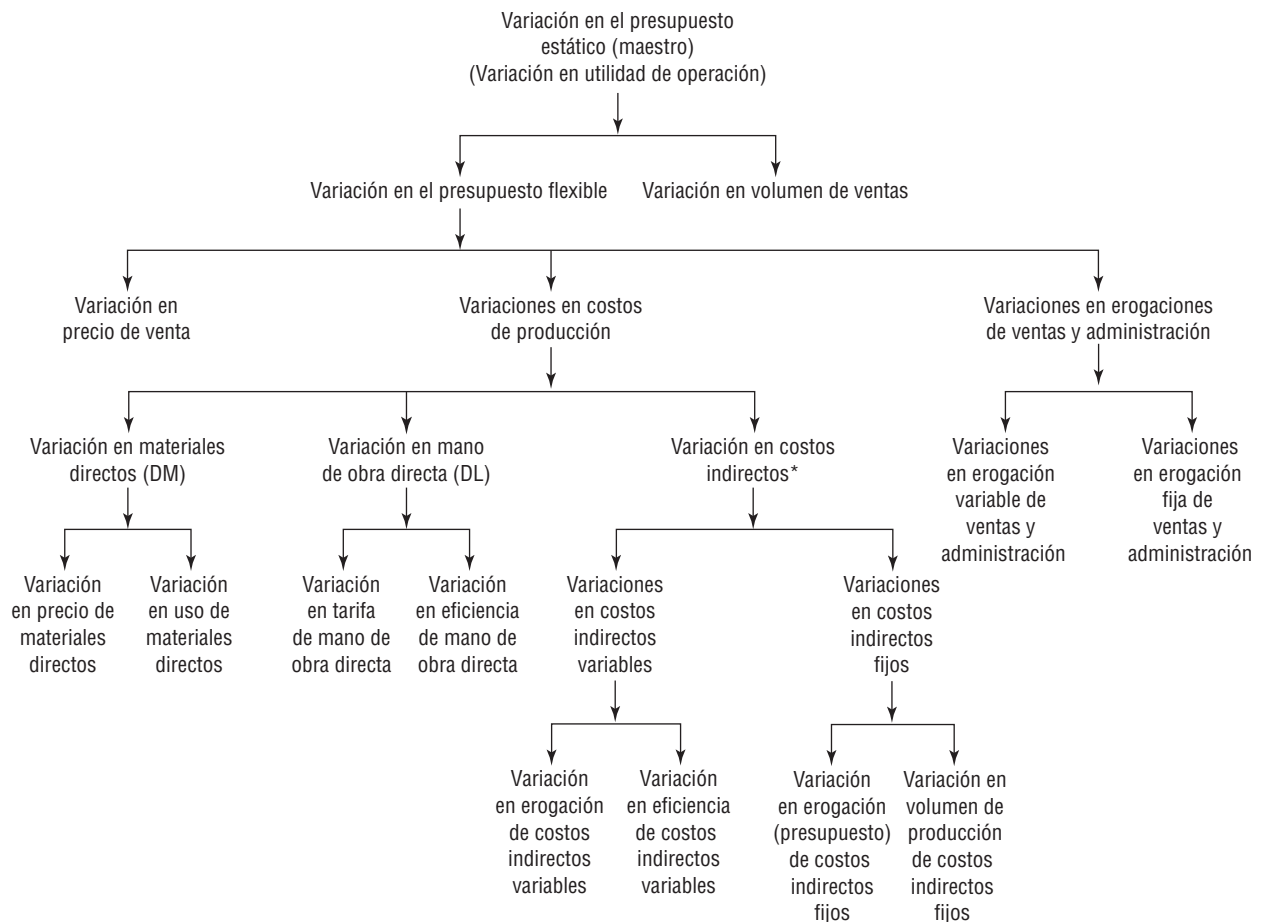 Variación en el presupuesto
estático (maestro)
(Variación en utilidad de operación)
Variación en el presupuesto flexible
Variación en volumen de ventas
Variación en
precio de venta
Variaciones en costos
de producción
Variaciones en erogaciones
de ventas y administración
Variación en materiales
directos (DM)
Variación en mano
de obra directa (DL)
Variación en costos
indirectos*
Variaciones
en erogación
variable de
ventas y
administración
Variaciones
en erogación
fija de
ventas y
administración
Variación
en precio de
materiales
directos
Variación
en uso de
materiales
directos
Variación
en tarifa
de mano de
obra directa
Variación
en eficiencia
de mano de
obra directa
Variaciones
en costos
indirectos
variables
Variaciones
en costos
indirectos
fijos
Variación
en erogación
de costos
indirectos
variables
Variación
en eficiencia
de costos
indirectos
variables
Variación
en erogación
(presupuesto)
de costos
indirectos
fijos
Variación en
volumen de
producción
de costos
indirectos
fijos